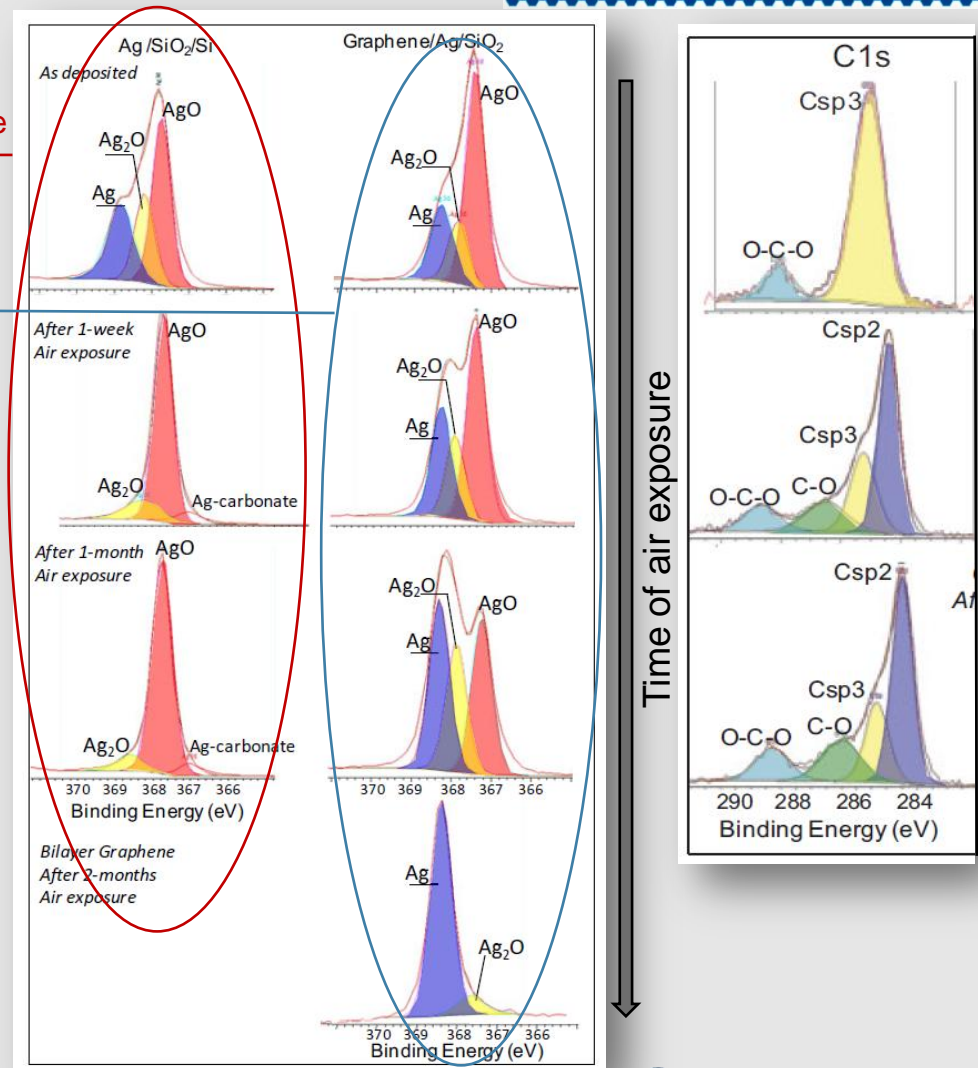 e
Ag/SiO₂/Si
Graphene/Ag/SiO₂
As deposited
AgO
Ag₂O
Ag
AgO
Ag₂O
Ag
After 1-week
Air exposure
AgO
Ag₂O
Ag-carbonate
AgO
Ag₂O
Ag
After 1-month
Air exposure
AgO
Ag₂O
Ag-carbonate
370 369 368 367 366
Binding Energy (eV)
Ag₂O
AgO
Ag
370 369 368 367 366
Bilayer Graphene
After 2-months
Air exposure
Ag
Ag₂O
370 369 368 367 366
Binding Energy (eV)
Time of air exposure
C1s
Csp3
O-C-O
Csp2
Csp3
C-O
O-C-O
Csp2
Af
Csp3
C-O
O-C-O
290 288 286 284
Binding Energy (eV)